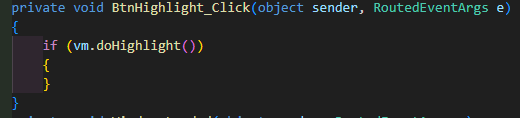 private void BtnHighlight_Click(object sender, RoutedEventArgs e)
{
if (vm.doHighlight())
{
}
}